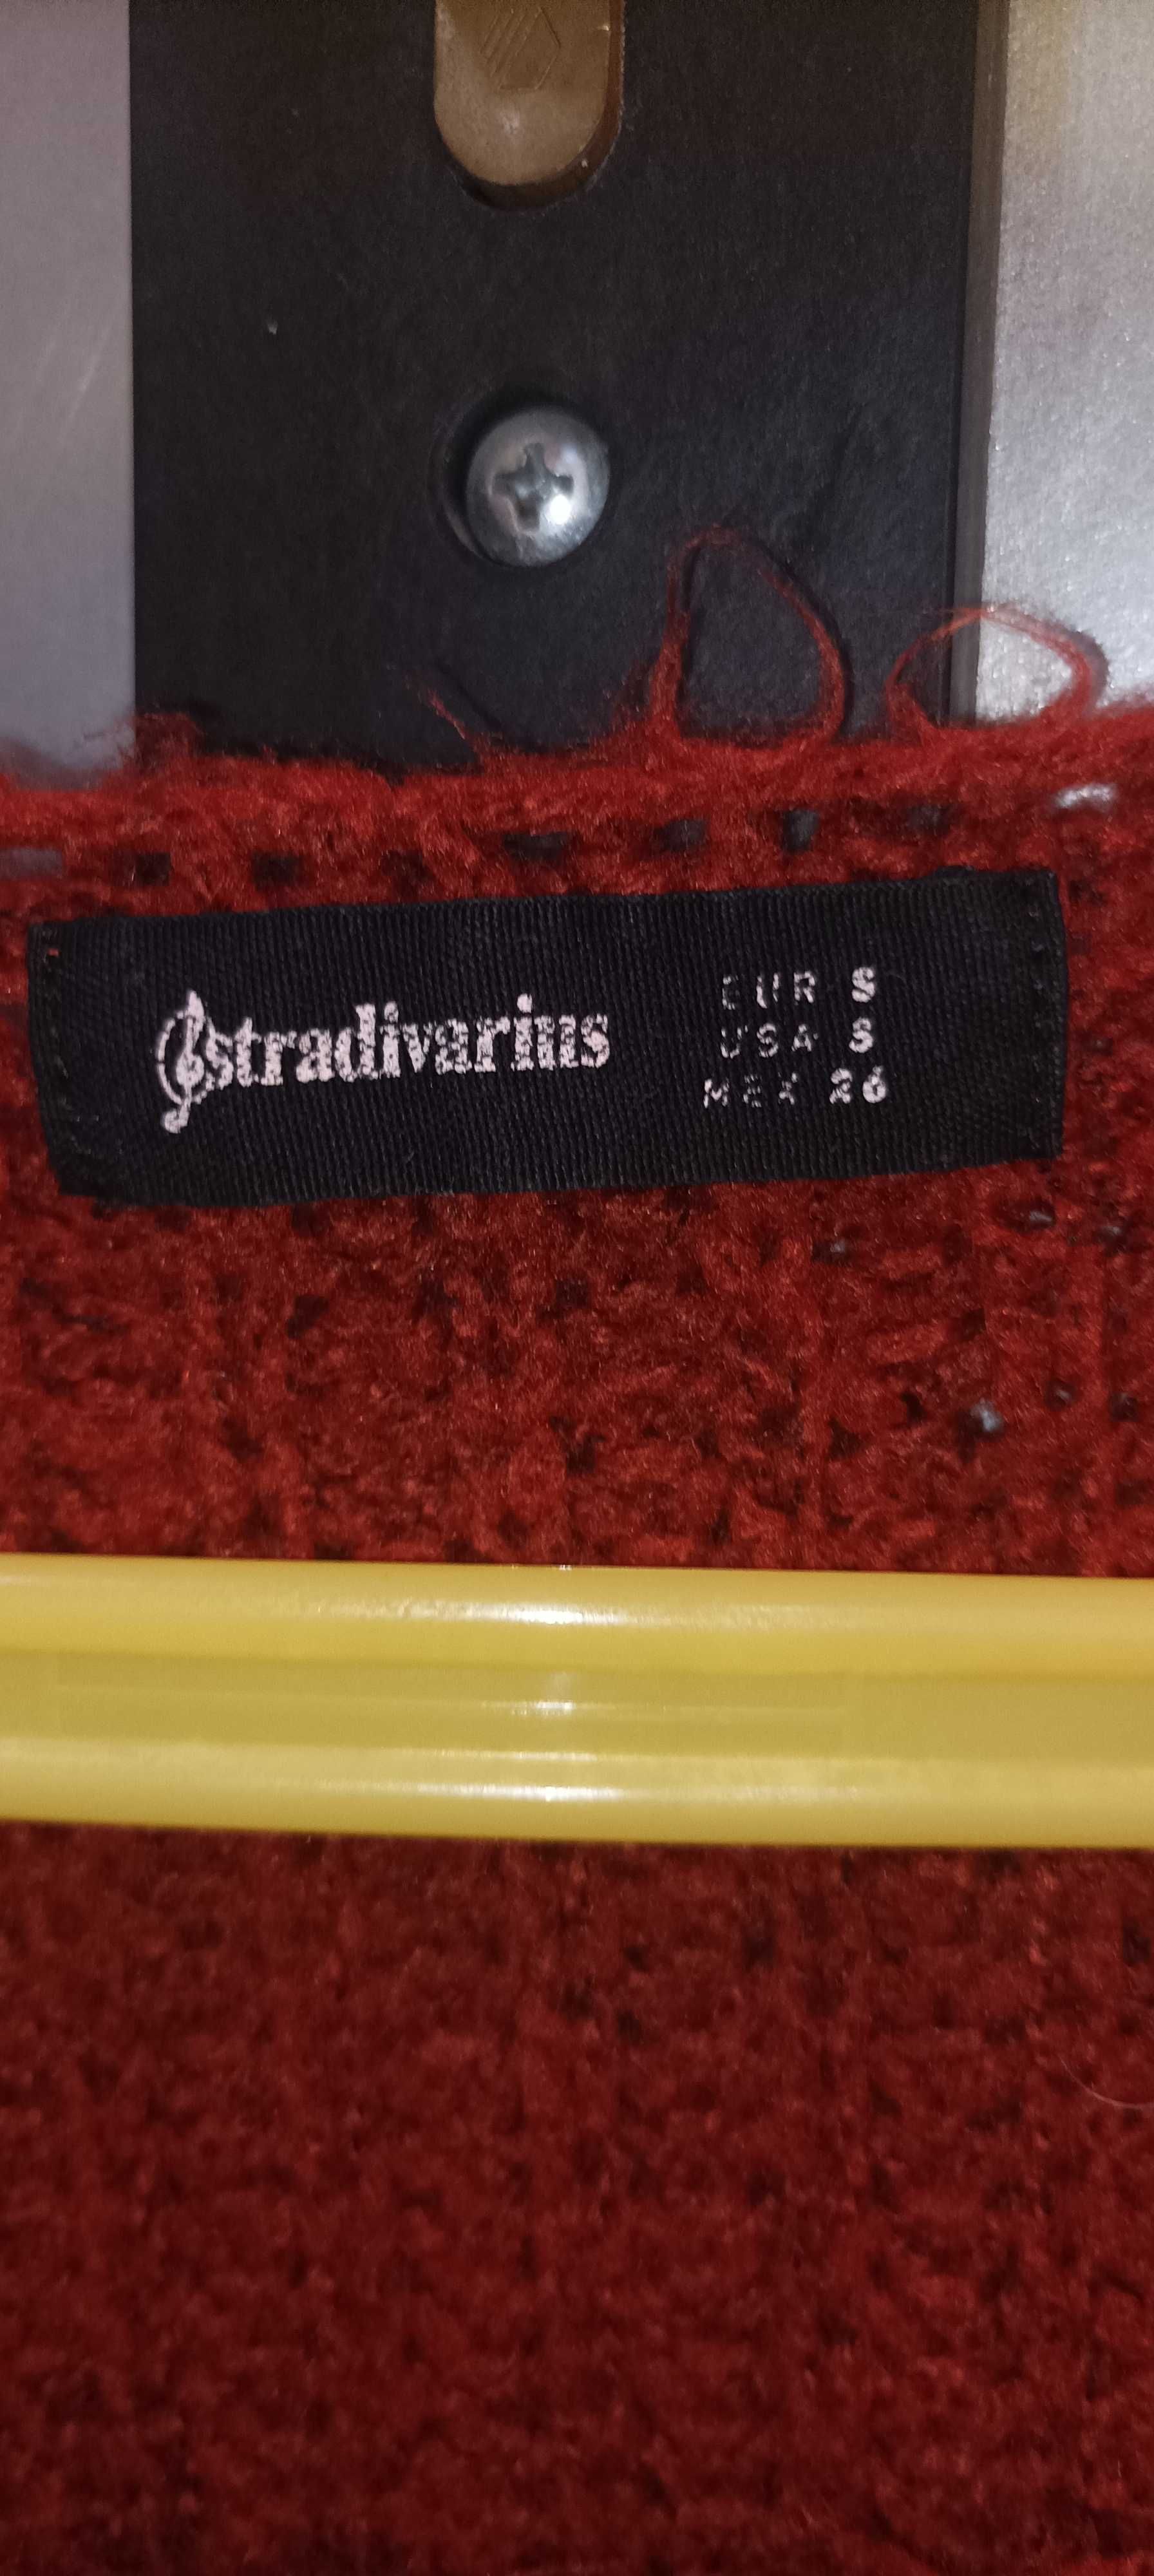 stradivarius
EUR S
USA S
MEX 26